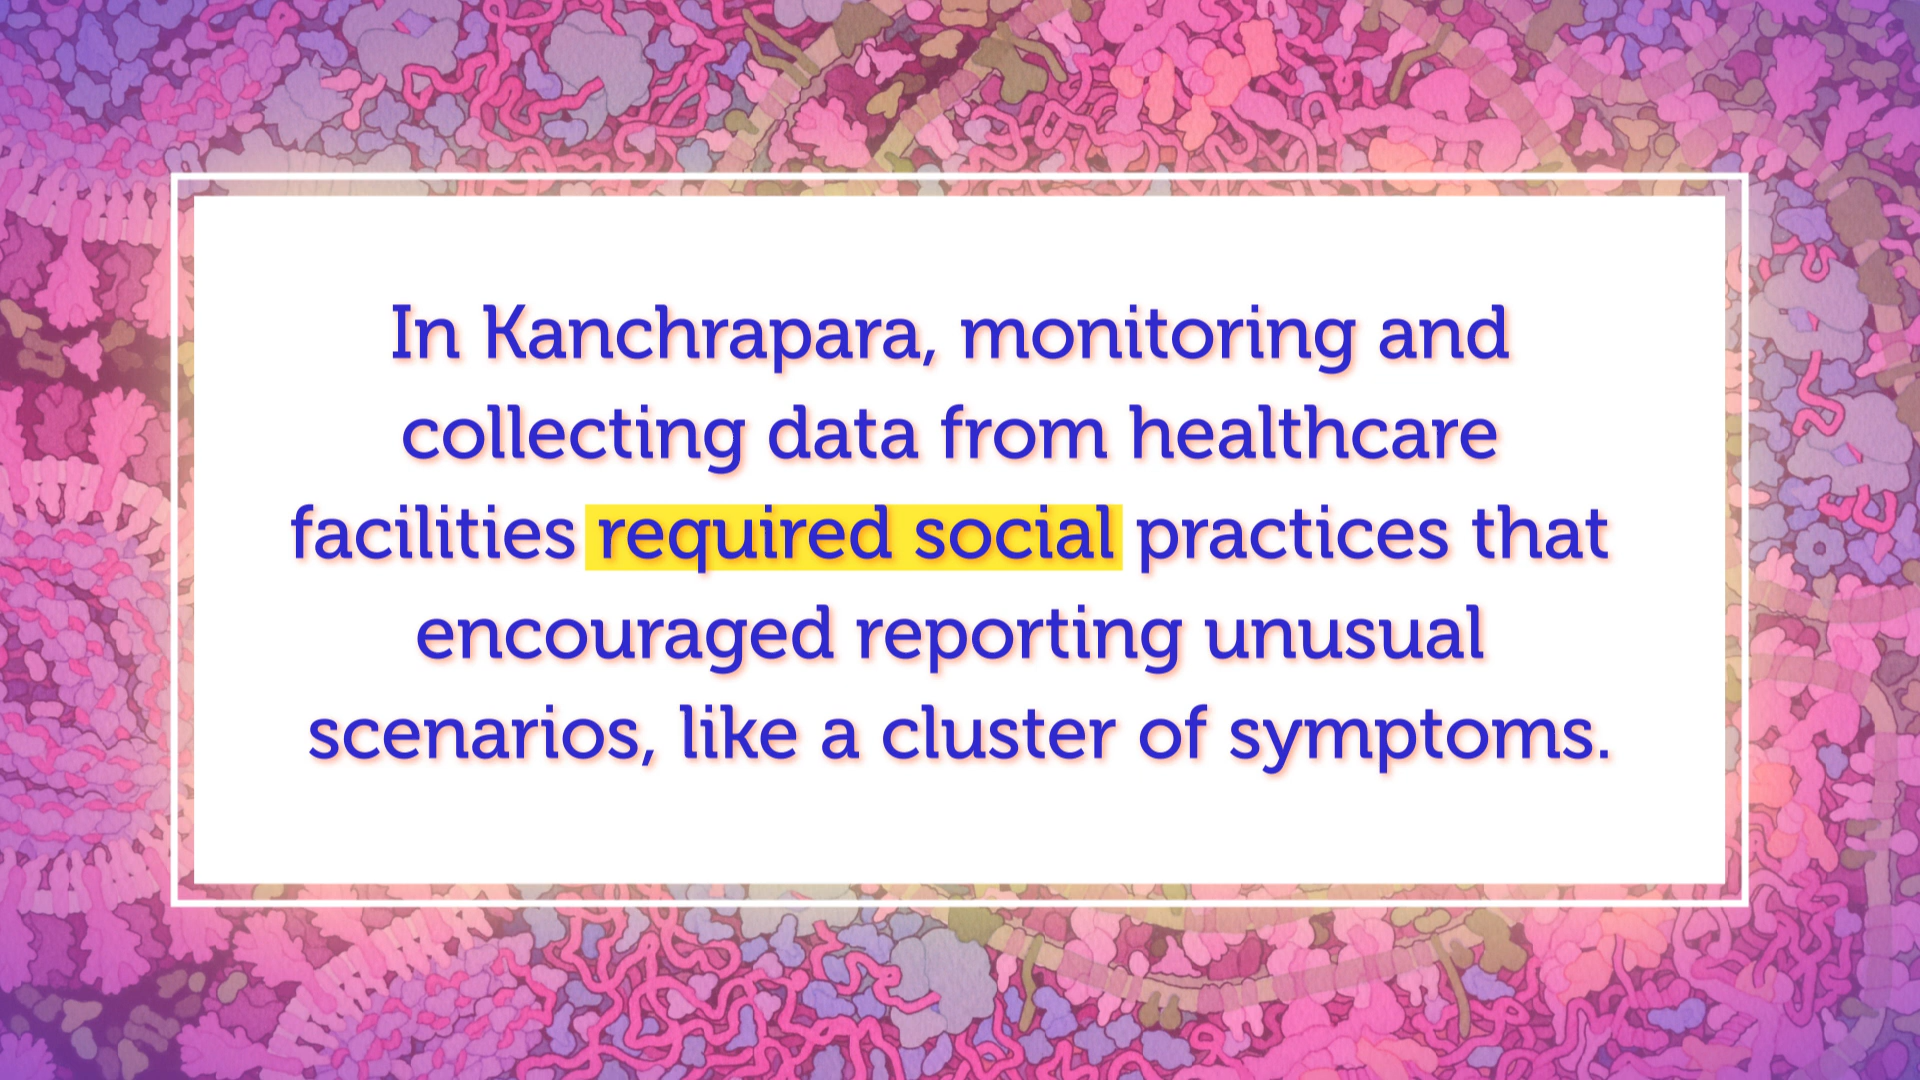 In Kanchrapara, monitoring and
collecting data from healthcare
facilities required social practices that
encouraged reporting unusual
scenarios, like a cluster of symptoms.